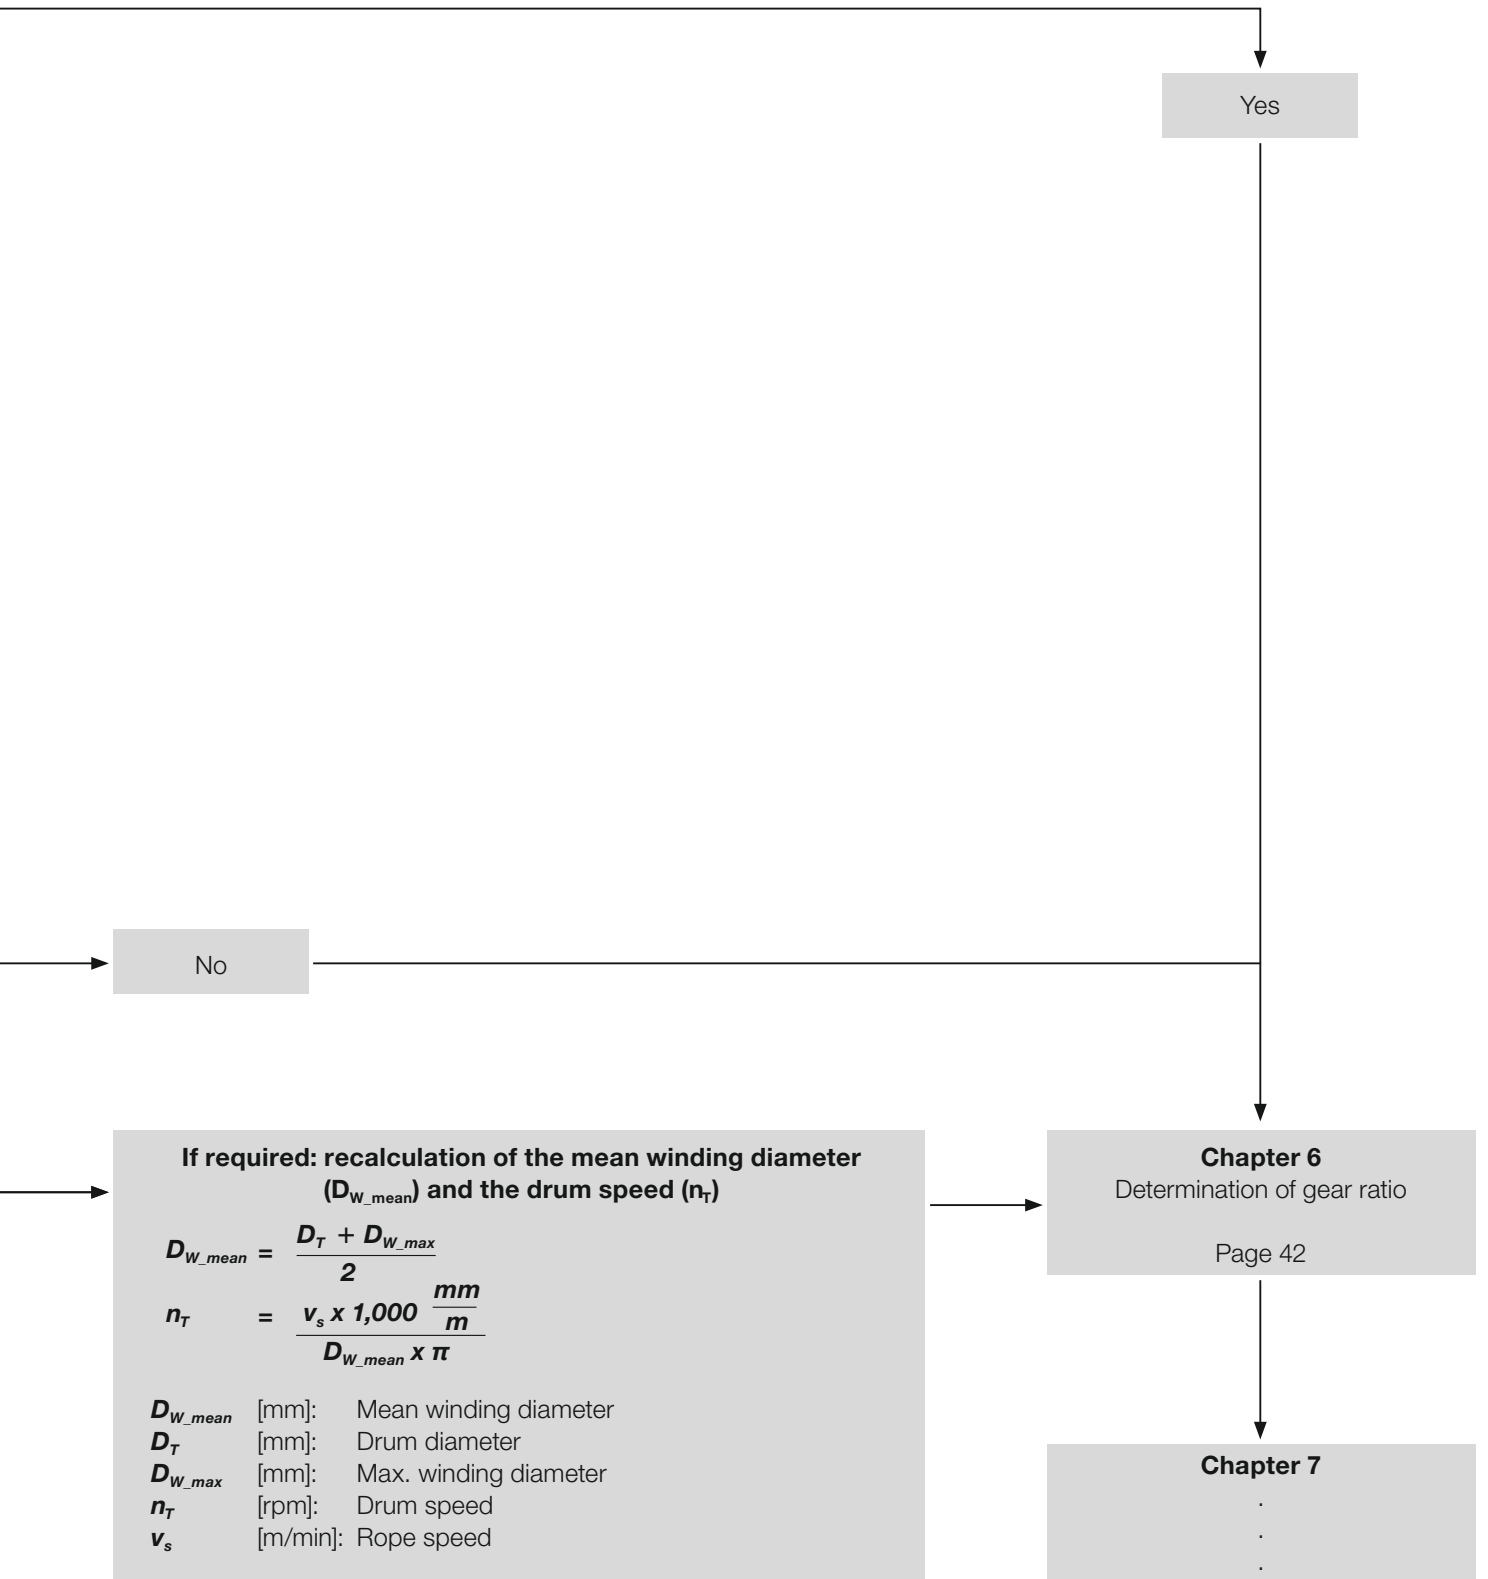 Yes
No
If required: recalculation of the mean winding diameter
(D_W_mean) and the drum speed (n_T)
D_W_mean = D_T + D_W_max
2
n_T = v_s x 1,000 mm
m
D_W_mean x π
D_W_mean [mm]: Mean winding diameter
D_T [mm]: Drum diameter
D_W_max [mm]: Max. winding diameter
n_T [rpm]: Drum speed
v_s [m/min]: Rope speed
Chapter 6
Determination of gear ratio
Page 42
Chapter 7
.
.
.